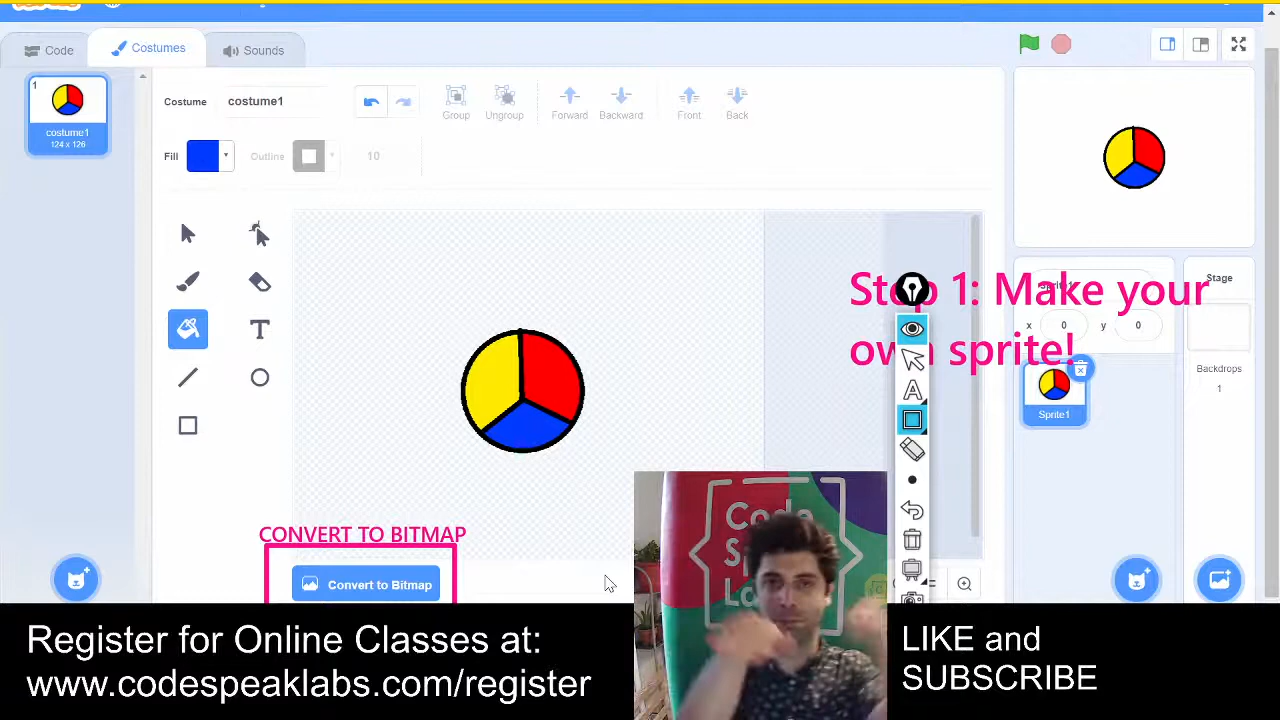 Code
Costumes
Sounds
1
costume1
124 x 126
Costume
costume1
Group
Ungroup
Forward
Backward
Front
Back
Fill
Outline
10
Step 1: Make your
own sprite!
Stage
x
0
y
0
Sprite1
Backdrops
1
CONVERT TO BITMAP
Convert to Bitmap
Code
Register for Online Classes at:
www.codespeaklabs.com/register
LIKE and
SUBSCRIBE